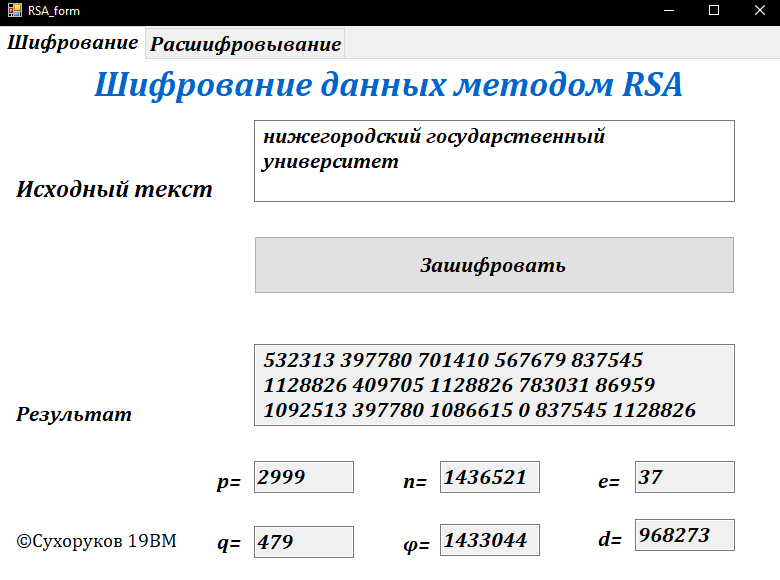 RSA_form
Шифрование Расшифровывание
Шифрование данных методом RSA
нижегородский государственный
университет
Исходный текст
Зашифровать
532313 397780 701410 567679 837545
1128826 409705 1128826 783031 86959
1092513 397780 1086615 0 837545 1128826
Результат
p= 2999 n= 1436521 e= 37
©Сухоруков 19ВМ q= 479 φ= 1433044 d= 968273